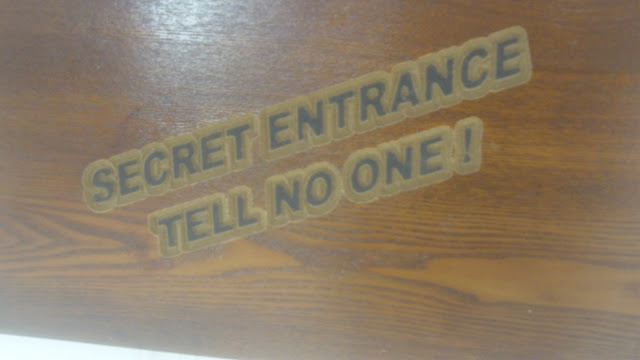 SECRET ENTRANCE
TELL NO ONE !